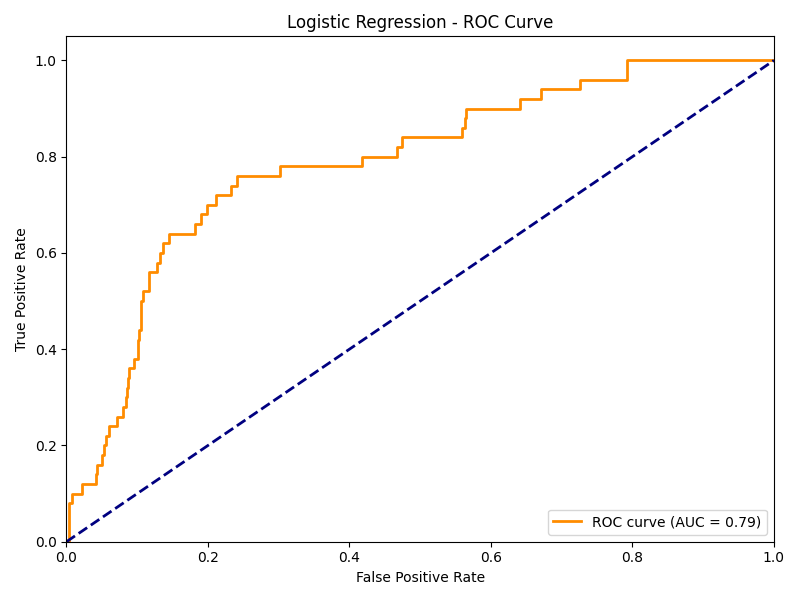 Logistic Regression - ROC Curve
1.0
0.8
0.6
0.4
0.2
0.0
True Positive Rate
ROC curve (AUC = 0.79)
0.0 0.2 0.4 0.6 0.8 1.0
False Positive Rate